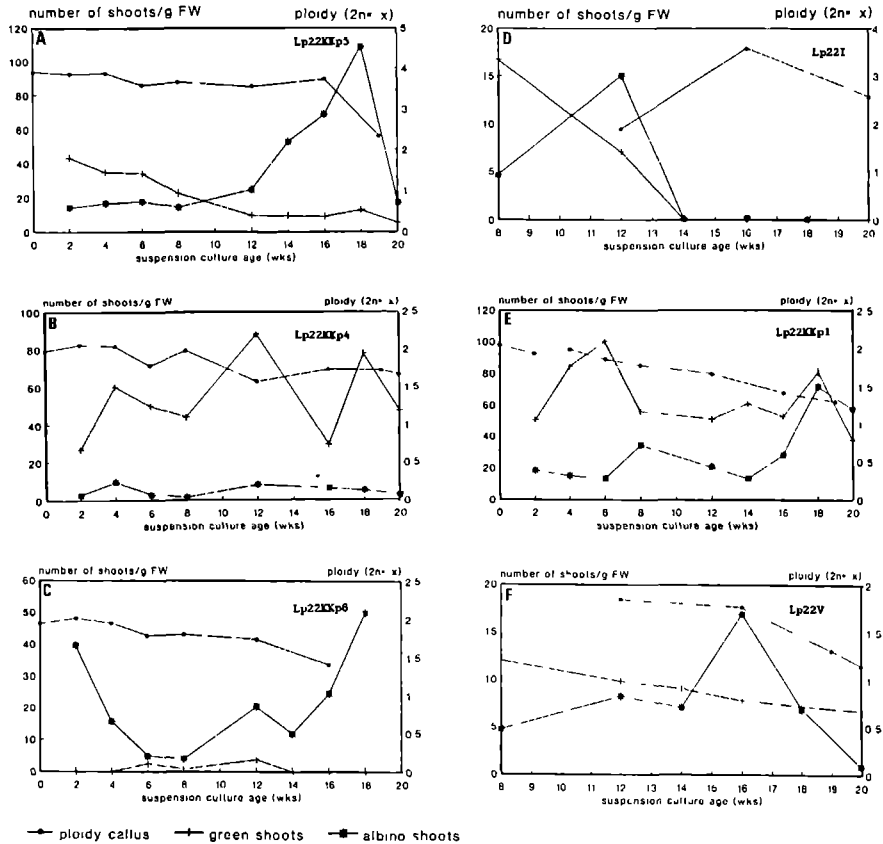 number of shoots/g FW ploidy (2n= x)
A Lp22KKp5
120 100 80 60 40 20 0
5 4 3 2 1 0
0 2 4 6 8 10 12 14 16 18 20
suspension culture age (wks)
number of shoots/g FW ploidy (2n= x)
D Lp22I
20 15 10 5 0
4 3 2 1 0
8 9 10 11 12 13 14 15 16 17 18 19 20
suspension culture age (wks)
number of shoots/g FW ploidy (2n= x)
B Lp22KKp4
100 80 60 40 20 0
2 5 2 1 5 1 0 5 0
0 2 4 6 8 10 12 14 16 18 20
suspension culture age (wks)
number of shoots/g FW ploidy (2n= x)
E Lp22KKp1
120 100 80 60 40 20 0
2 5 2 1 5 1 0 5 0
0 2 4 6 8 10 12 14 16 18 20
suspension culture age (wks)
number of shoots/g FW ploidy (2n= x)
C Lp22KKp6
60 50 40 30 20 10 0
2 5 2 1 5 1 0 5 0
0 2 4 6 8 10 12 14 16 18 20
suspension culture age (wks)
number of shoots/g FW ploidy (2n= x)
F Lp22V
20 15 10 5 0
2 5 2 1 5 1 0 5 0
8 9 10 11 12 13 14 15 16 17 18 19 20
suspension culture age (wks)
ploidy callus green shoots albino shoots